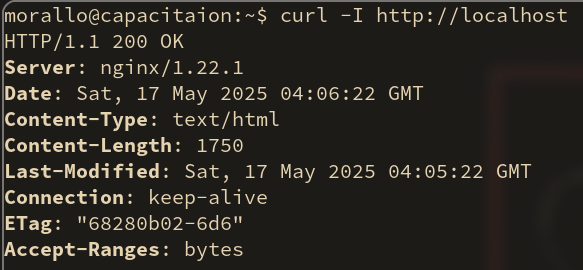 morallo@capacitaion:~$ curl -I http://localhost
HTTP/1.1 200 OK
Server: nginx/1.22.1
Date: Sat, 17 May 2025 04:06:22 GMT
Content-Type: text/html
Content-Length: 1750
Last-Modified: Sat, 17 May 2025 04:05:22 GMT
Connection: keep-alive
ETag: "68280b02-6d6"
Accept-Ranges: bytes